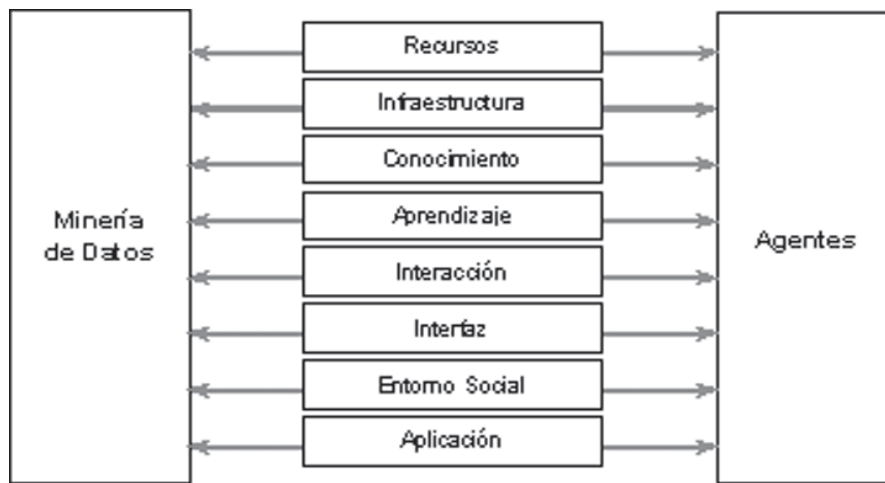 Recursos
Infraestructura
Conocimiento
Aprendizaje
Minería
de Datos
Interacción
Agentes
Interfaz
Entorno Social
Aplicación